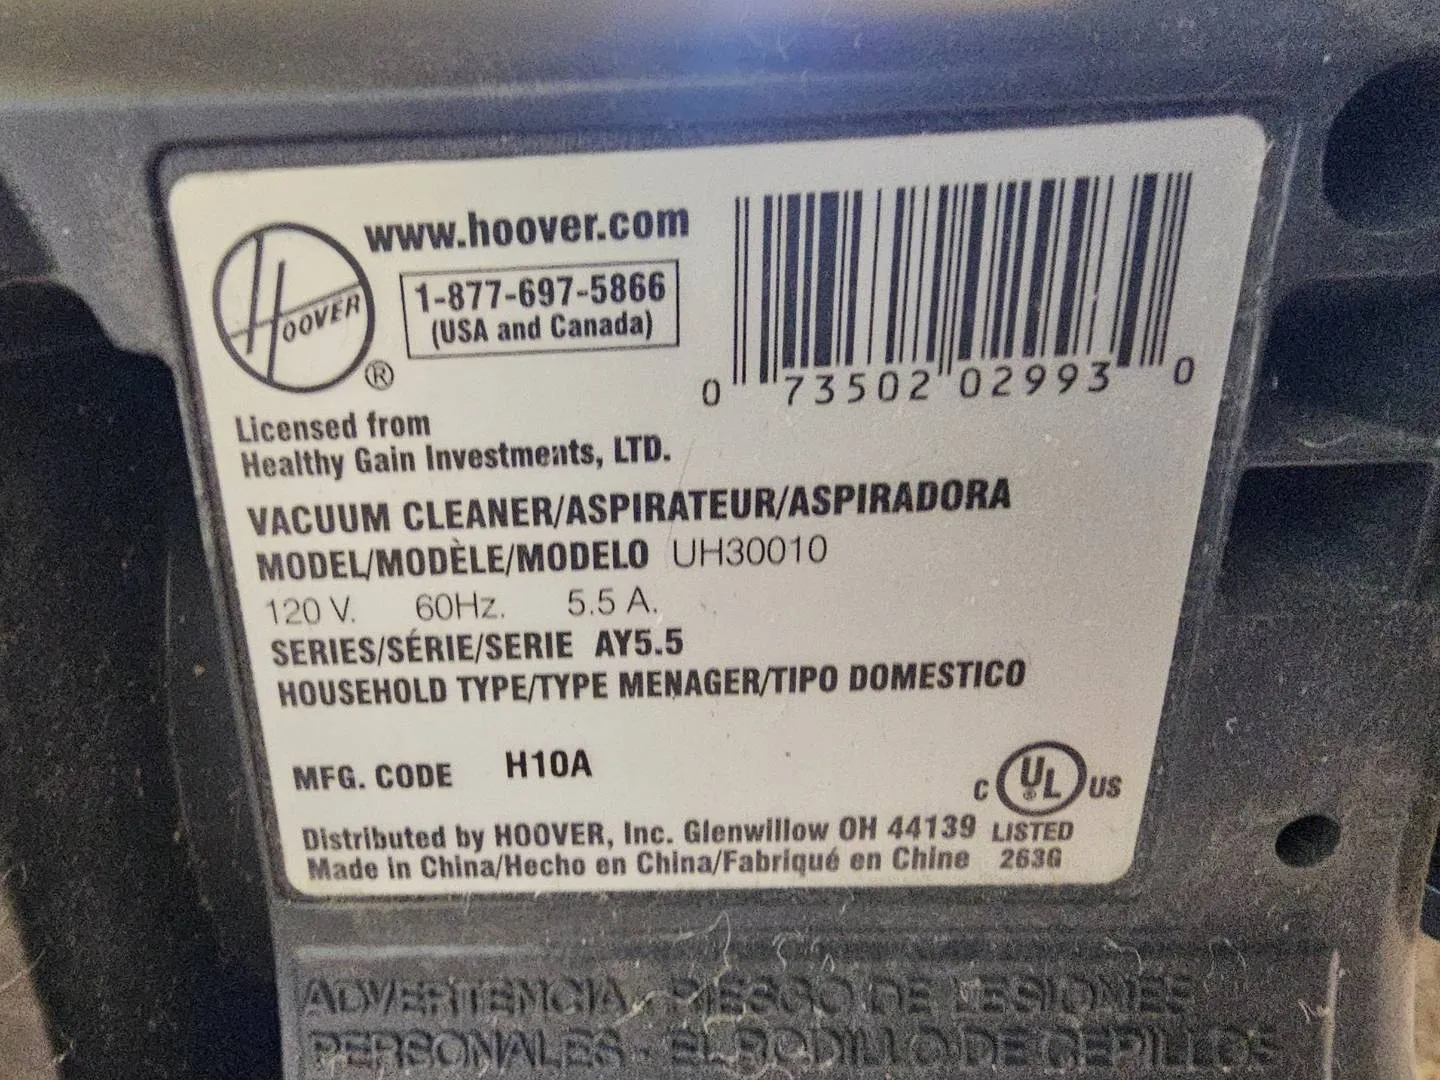 HOOVER ®
www.hoover.com
1-877-697-5866
(USA and Canada)
0 73502 02993 0
Licensed from
Healthy Gain Investments, LTD.
VACUUM CLEANER/ASPIRATEUR/ASPIRADORA
MODEL/MODÈLE/MODELO UH30010
120 V. 60Hz. 5.5 A.
SERIES/SÉRIE/SERIE AY5.5
HOUSEHOLD TYPE/TYPE MENAGER/TIPO DOMESTICO
MFG. CODE H10A
C UL ® US
LISTED
263G
Distributed by HOOVER, Inc. Glenwillow OH 44139
Made in China/Hecho en China/Fabriqué en Chine
ADVERTENCIA - RIESGO DE LESIONES
PERSONALES - EL RODILLO DE CEPILLOS